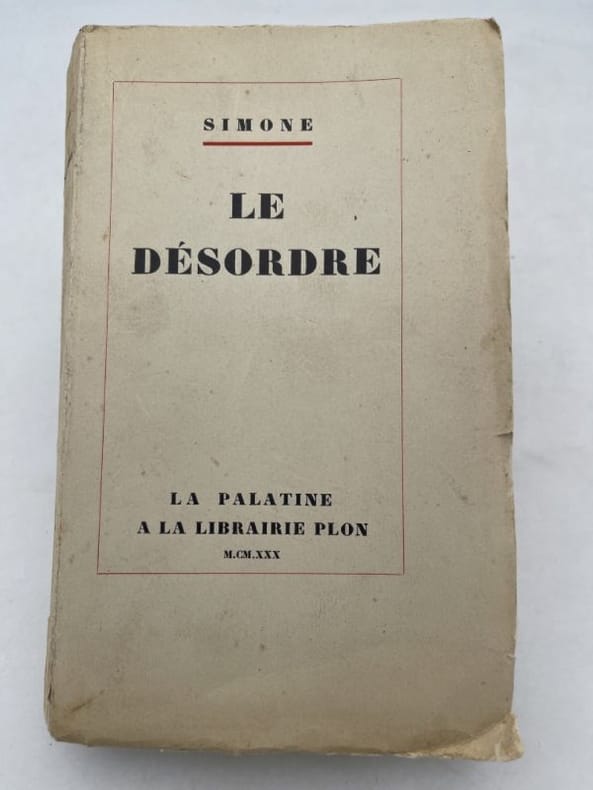 SIMONE
LE
DÉSORDRE
LA PALATINE
A LA LIBRAIRIE PLON
M.CM.XXX